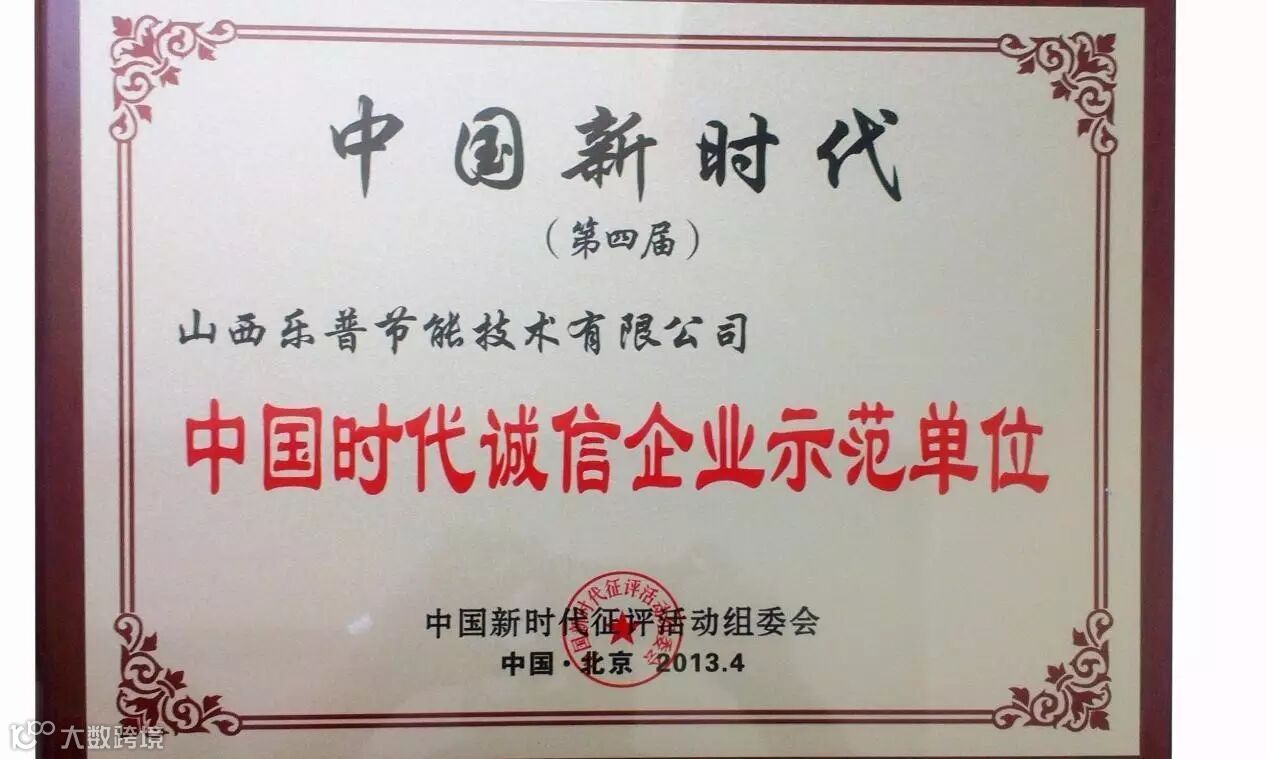 中国新时代
（第四届）
山西乐普节能技术有限公司
中国时代诚信企业示范单位
中国新时代征评活动组委会
中国·北京 2013.4
大数跨境